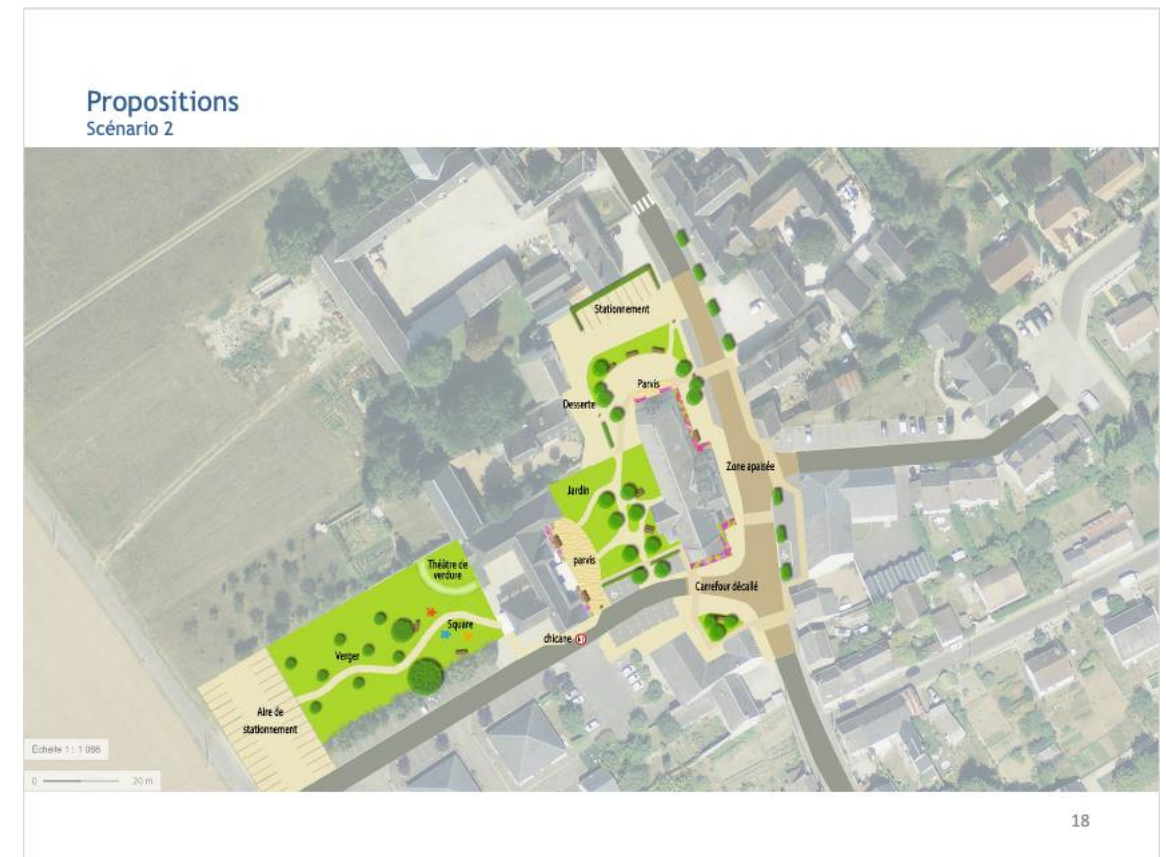 Propositions
Scénario 2
Stationnement
Parvis
Desserte
Zone apaisée
Jardin
Théâtre de
verdure
parvis
Carrefour décallé
Square
chicane
Verger
Aire de
stationnement
Échelle 1 : 1 096
0 20 m
18